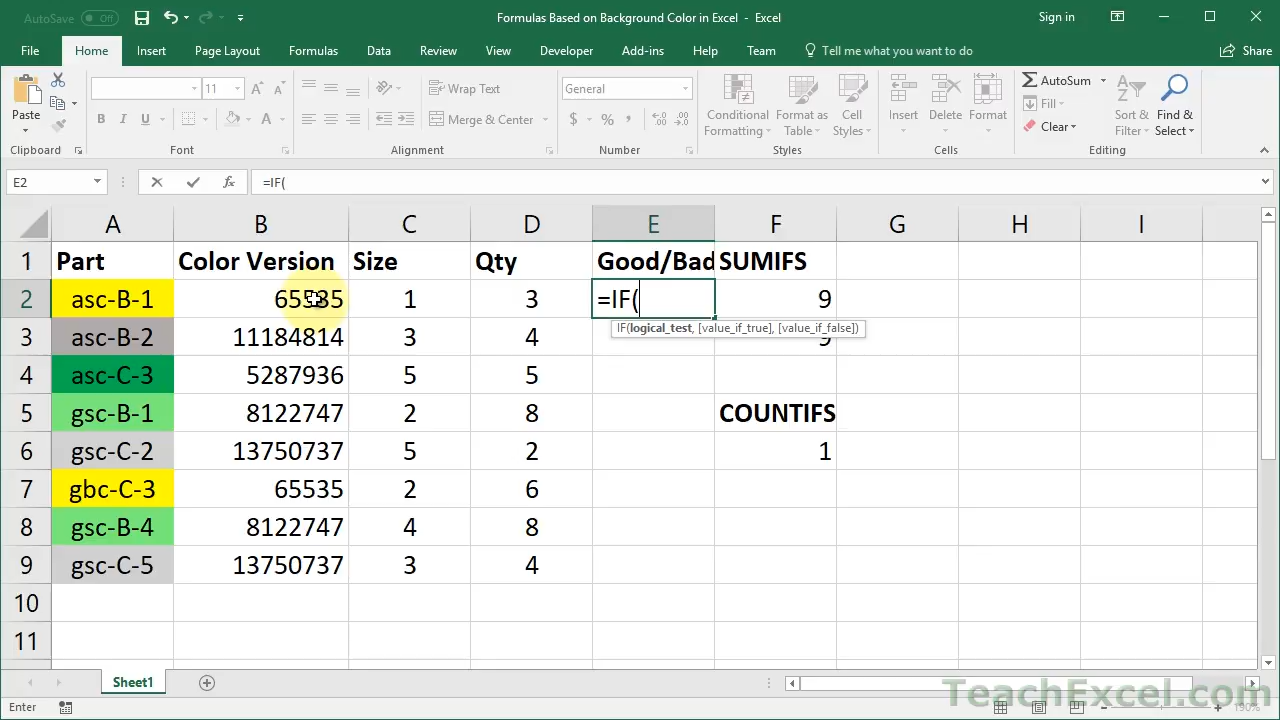 AutoSave Off
Formulas Based on Background Color in Excel - Excel
Sign in
File Home Insert Page Layout Formulas Data Review View Developer Add-ins Help Team Tell me what you want to do Share
Paste
Clipboard
11
B I U
Font
Wrap Text
Merge & Center
Alignment
General
$ % ,
Number
Conditional Formatting
Format as Table
Cell Styles
Styles
Insert Delete Format
Cells
AutoSum
Fill
Clear
Sort & Filter
Find & Select
Editing
E2 fx =IF(
A B C D E F G H I
1 Part Color Version Size Qty Good/Bad SUMIFS
2 asc-B-1 65535 1 3 =IF( 9
IF(logical_test, [value_if_true], [value_if_false])
3 asc-B-2 11184814 3 4 9
4 asc-C-3 5287936 5 5
5 gsc-B-1 8122747 2 8 COUNTIFS
6 gsc-C-2 13750737 5 2 1
7 gbc-C-3 65535 2 6
8 gsc-B-4 8122747 4 8
9 gsc-C-5 13750737 3 4
10
11
Sheet1
TeachExcel.com
Enter
190%